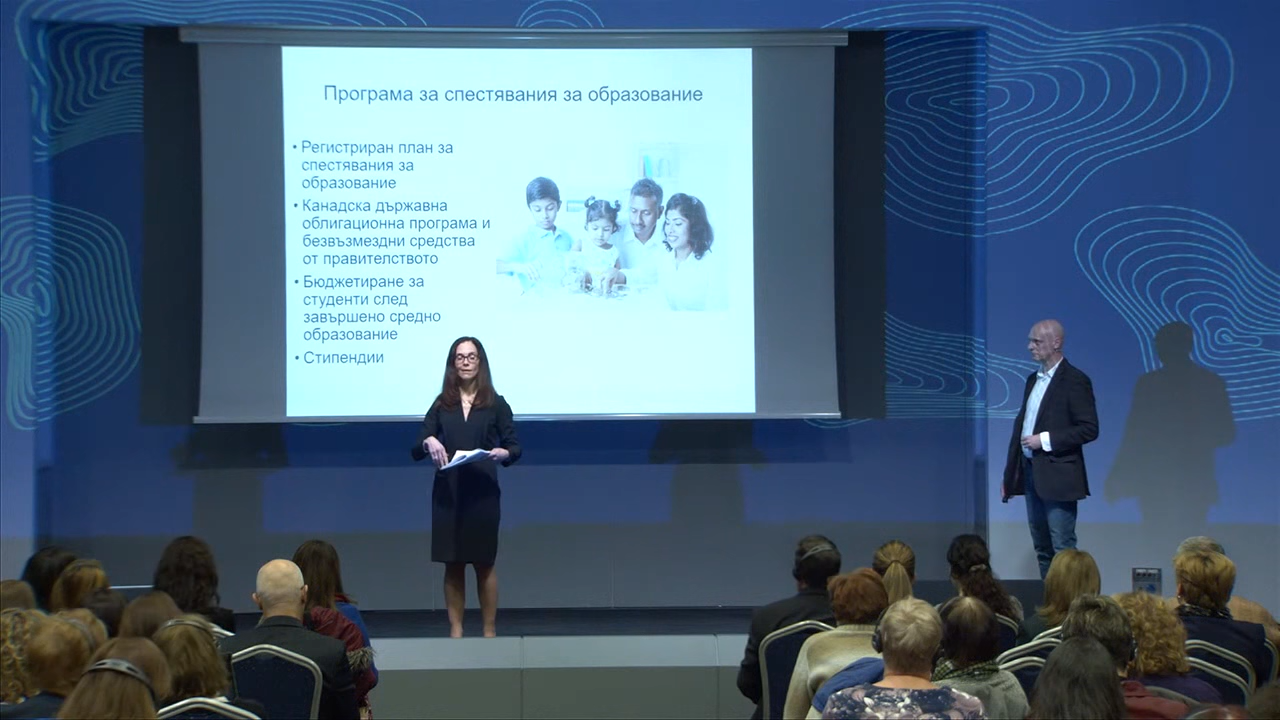 Програма за спестявания за образование
• Регистриран план за
спестявания за
образование
• Канадска държавна
облигационна програма и
безвъзмездни средства
от правителството
• Бюджетиране за
студенти след
завършено средно
образование
• Стипендии